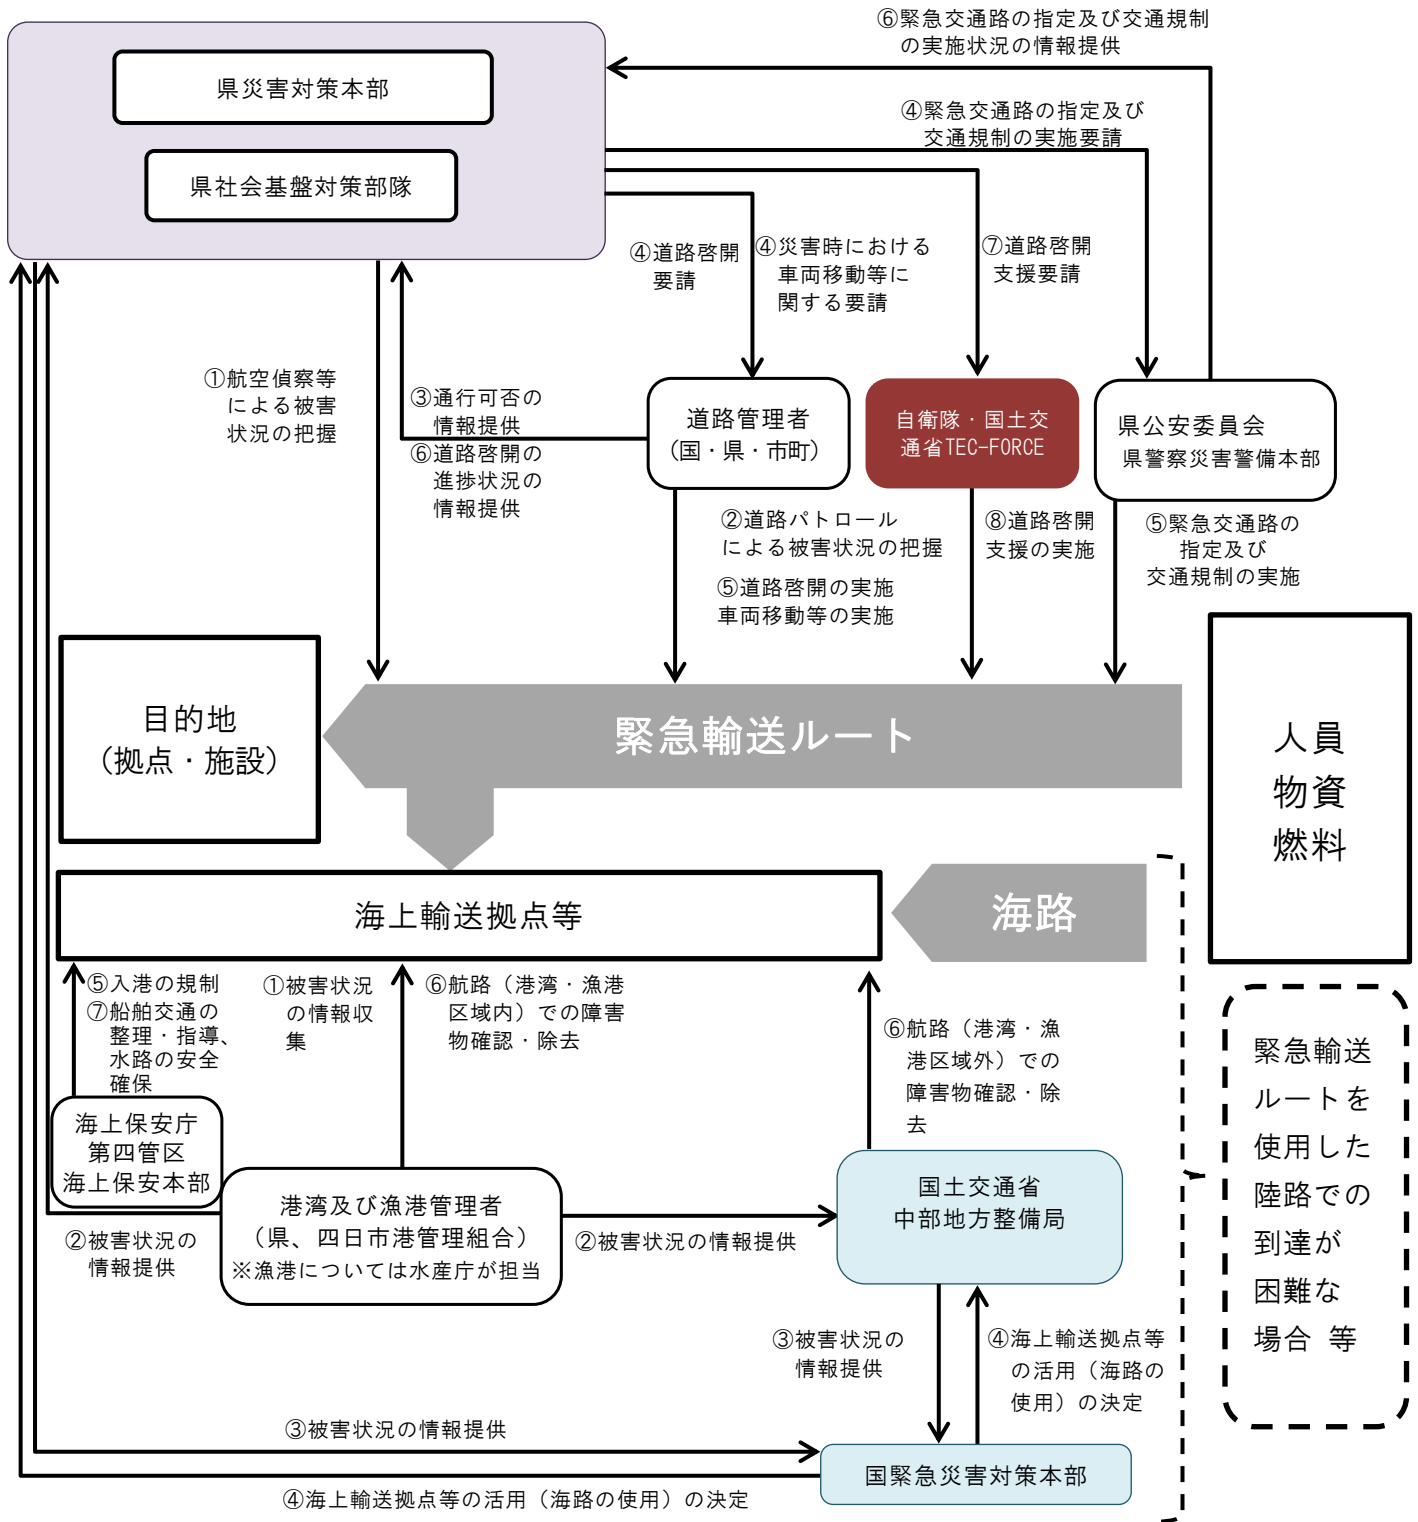 ⑥緊急交通路の指定及び交通規制
の実施状況の情報提供
県災害対策本部
県社会基盤対策部隊
④緊急交通路の指定及び
交通規制の実施要請
④道路啓開
要請
④災害時における
車両移動等に
関する要請
⑦道路啓開
支援要請
①航空偵察等
による被害
状況の把握
③通行可否の
情報提供
⑥道路啓開の
進捗状況の
情報提供
道路管理者
（国・県・市町）
自衛隊・国土交
通省TEC-FORCE
県公安委員会
県警察災害警備本部
②道路パトロール
による被害状況の把握
⑤道路啓開の実施
車両移動等の実施
⑧道路啓開
支援の実施
⑤緊急交通路の
指定及び
交通規制の実施
目的地
（拠点・施設）
緊急輸送ルート
人員
物資
燃料
海上輸送拠点等
海路
⑤入港の規制
⑦船舶交通の
整理・指導、
水路の安全
確保
①被害状況
の情報収
集
⑥航路（港湾・漁港
区域内）での障害
物確認・除去
⑥航路（港湾・漁
港区域外）での
障害物確認・除
去
緊急輸送
ルートを
使用した
陸路での
到達が
困難な
場合 等
海上保安庁
第四管区
海上保安本部
港湾及び漁港管理者
（県、四日市港管理組合）
※漁港については水産庁が担当
国土交通省
中部地方整備局
②被害状況の
情報提供
②被害状況の情報提供
③被害状況の
情報提供
④海上輸送拠点等
の活用（海路の
使用）の決定
③被害状況の情報提供
国緊急災害対策本部
④海上輸送拠点等の活用（海路の使用）の決定